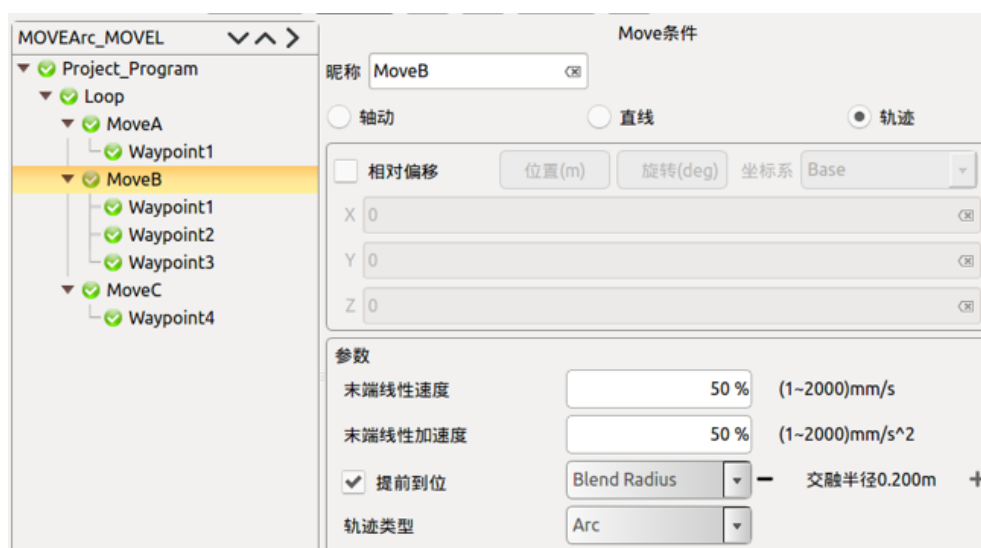 MOVEArc_MOVEL
Project_Program
Loop
MoveA
Waypoint1
MoveB
Waypoint1
Waypoint2
Waypoint3
MoveC
Waypoint4
Move条件
昵称 MoveB
轴动 直线 轨迹
相对偏移 位置(m) 旋转(deg) 坐标系 Base
X 0
Y 0
Z 0
参数
末端线性速度 50 % (1~2000)mm/s
末端线性加速度 50 % (1~2000)mm/s^2
提前到位 Blend Radius 交融半径0.200m
轨迹类型 Arc